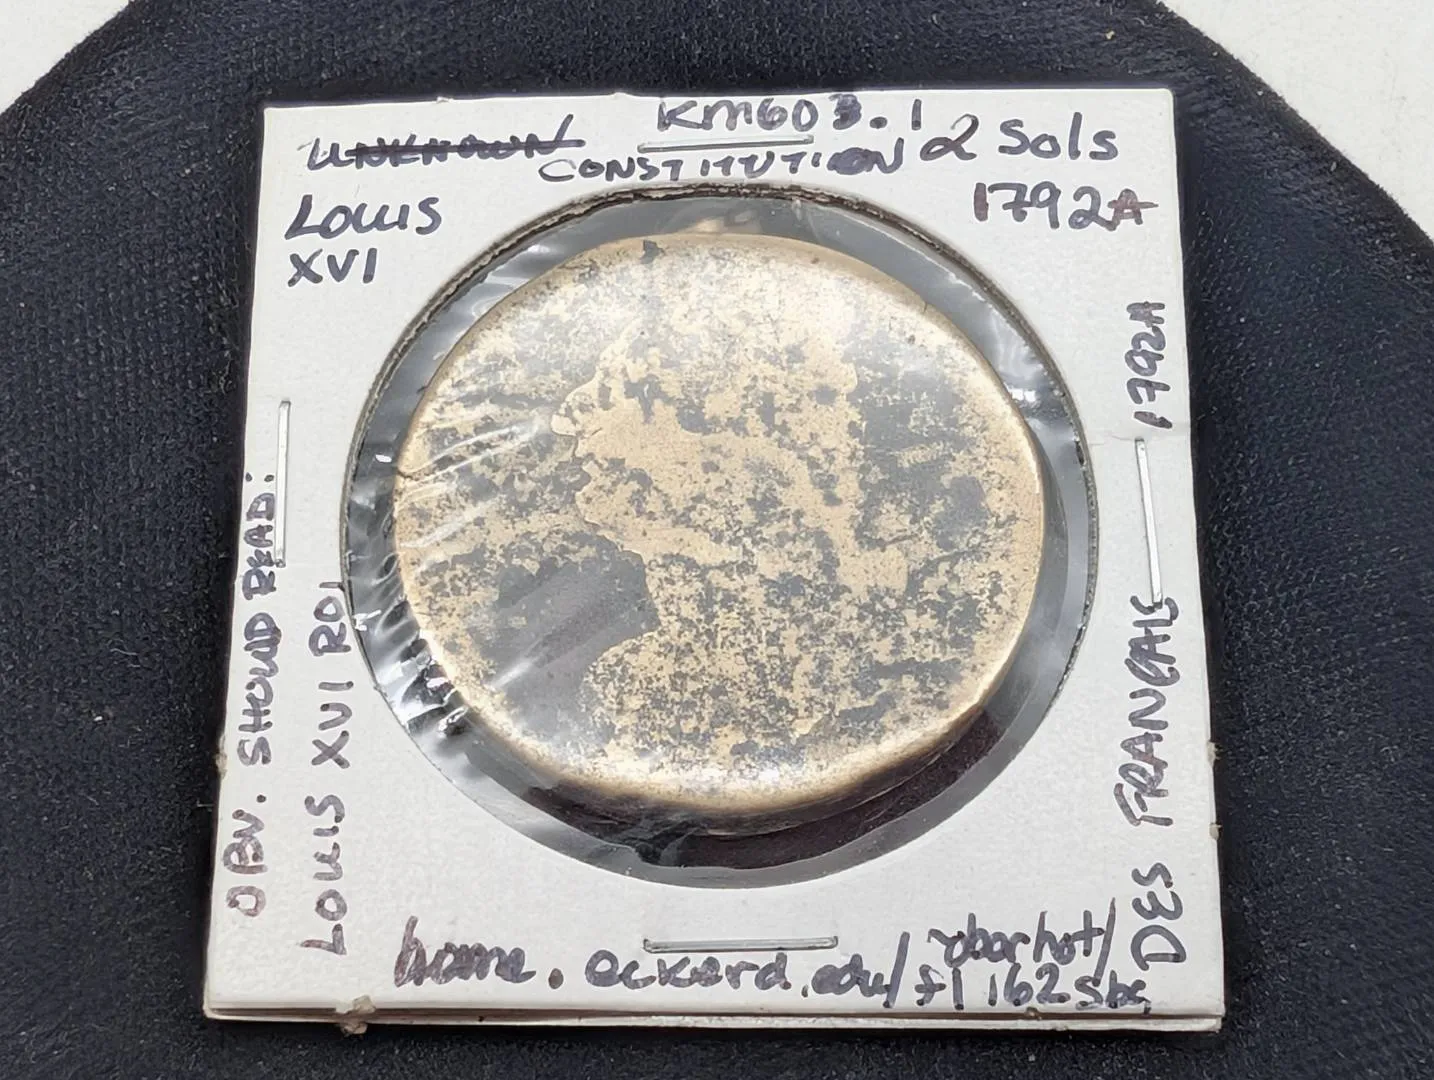 KM603.1
UNKNOWN
CONSTITUTION
2 Sols
1792A
Louis
XVI
OBV. SHOULD READ:
LOUIS XVI ROI
DES FRANCAIS 1792A
home.eckerd.edu/